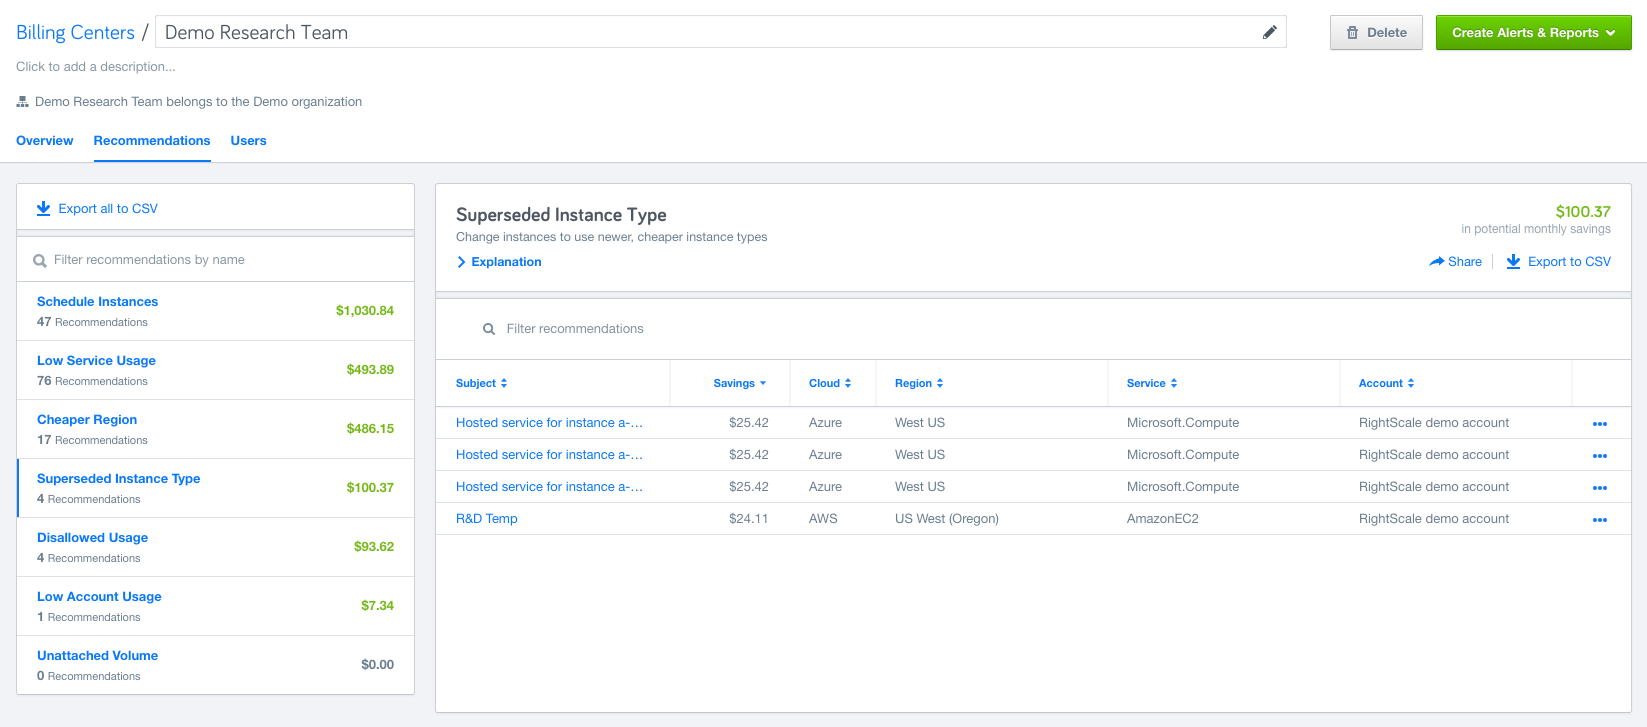 Billing Centers / Demo Research Team
Delete
Create Alerts & Reports
Click to add a description...
Demo Research Team belongs to the Demo organization
Overview Recommendations Users
Export all to CSV
Filter recommendations by name
Schedule Instances
47 Recommendations
$1,030.84
Low Service Usage
76 Recommendations
$493.89
Cheaper Region
17 Recommendations
$486.15
Superseded Instance Type
4 Recommendations
$100.37
Disallowed Usage
4 Recommendations
$93.62
Low Account Usage
1 Recommendations
$7.34
Unattached Volume
0 Recommendations
$0.00
Superseded Instance Type
Change instances to use newer, cheaper instance types
Explanation
$100.37
in potential monthly savings
Share Export to CSV
Filter recommendations
Subject Savings Cloud Region Service Account
Hosted service for instance a-... $25.42 Azure West US Microsoft.Compute RightScale demo account
Hosted service for instance a-... $25.42 Azure West US Microsoft.Compute RightScale demo account
Hosted service for instance a-... $25.42 Azure West US Microsoft.Compute RightScale demo account
R&D Temp $24.11 AWS US West (Oregon) AmazonEC2 RightScale demo account